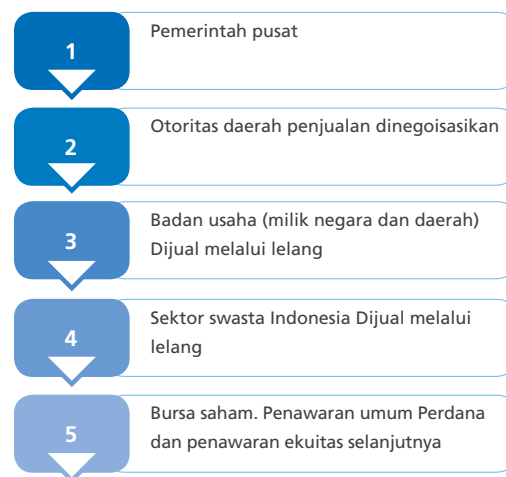 1
Pemerintah pusat
2
Otoritas daerah penjualan dinegoisasikan
3
Badan usaha (milik negara dan daerah)
Dijual melalui lelang
4
Sektor swasta Indonesia Dijual melalui
lelang
5
Bursa saham. Penawaran umum Perdana
dan penawaran ekuitas selanjutnya